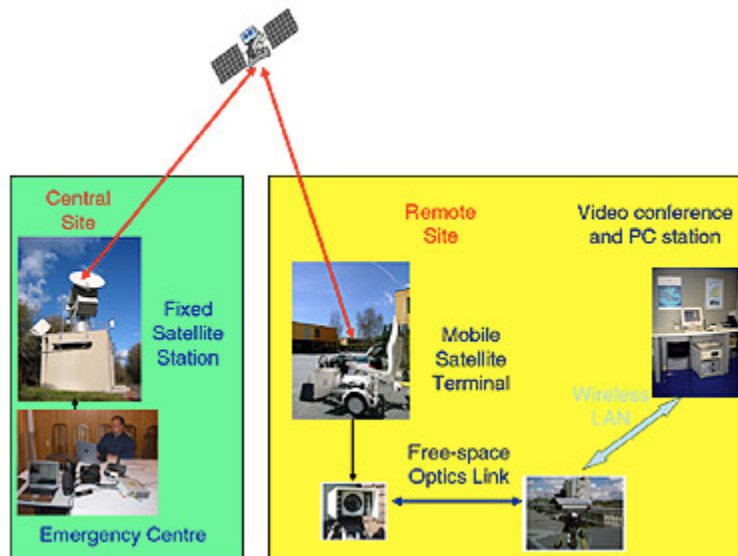 Central
Site
Fixed
Satellite
Station
Emergency Centre
Remote
Site
Video conference
and PC station
Mobile
Satellite
Terminal
Wireless
LAN
Free-space
Optics Link